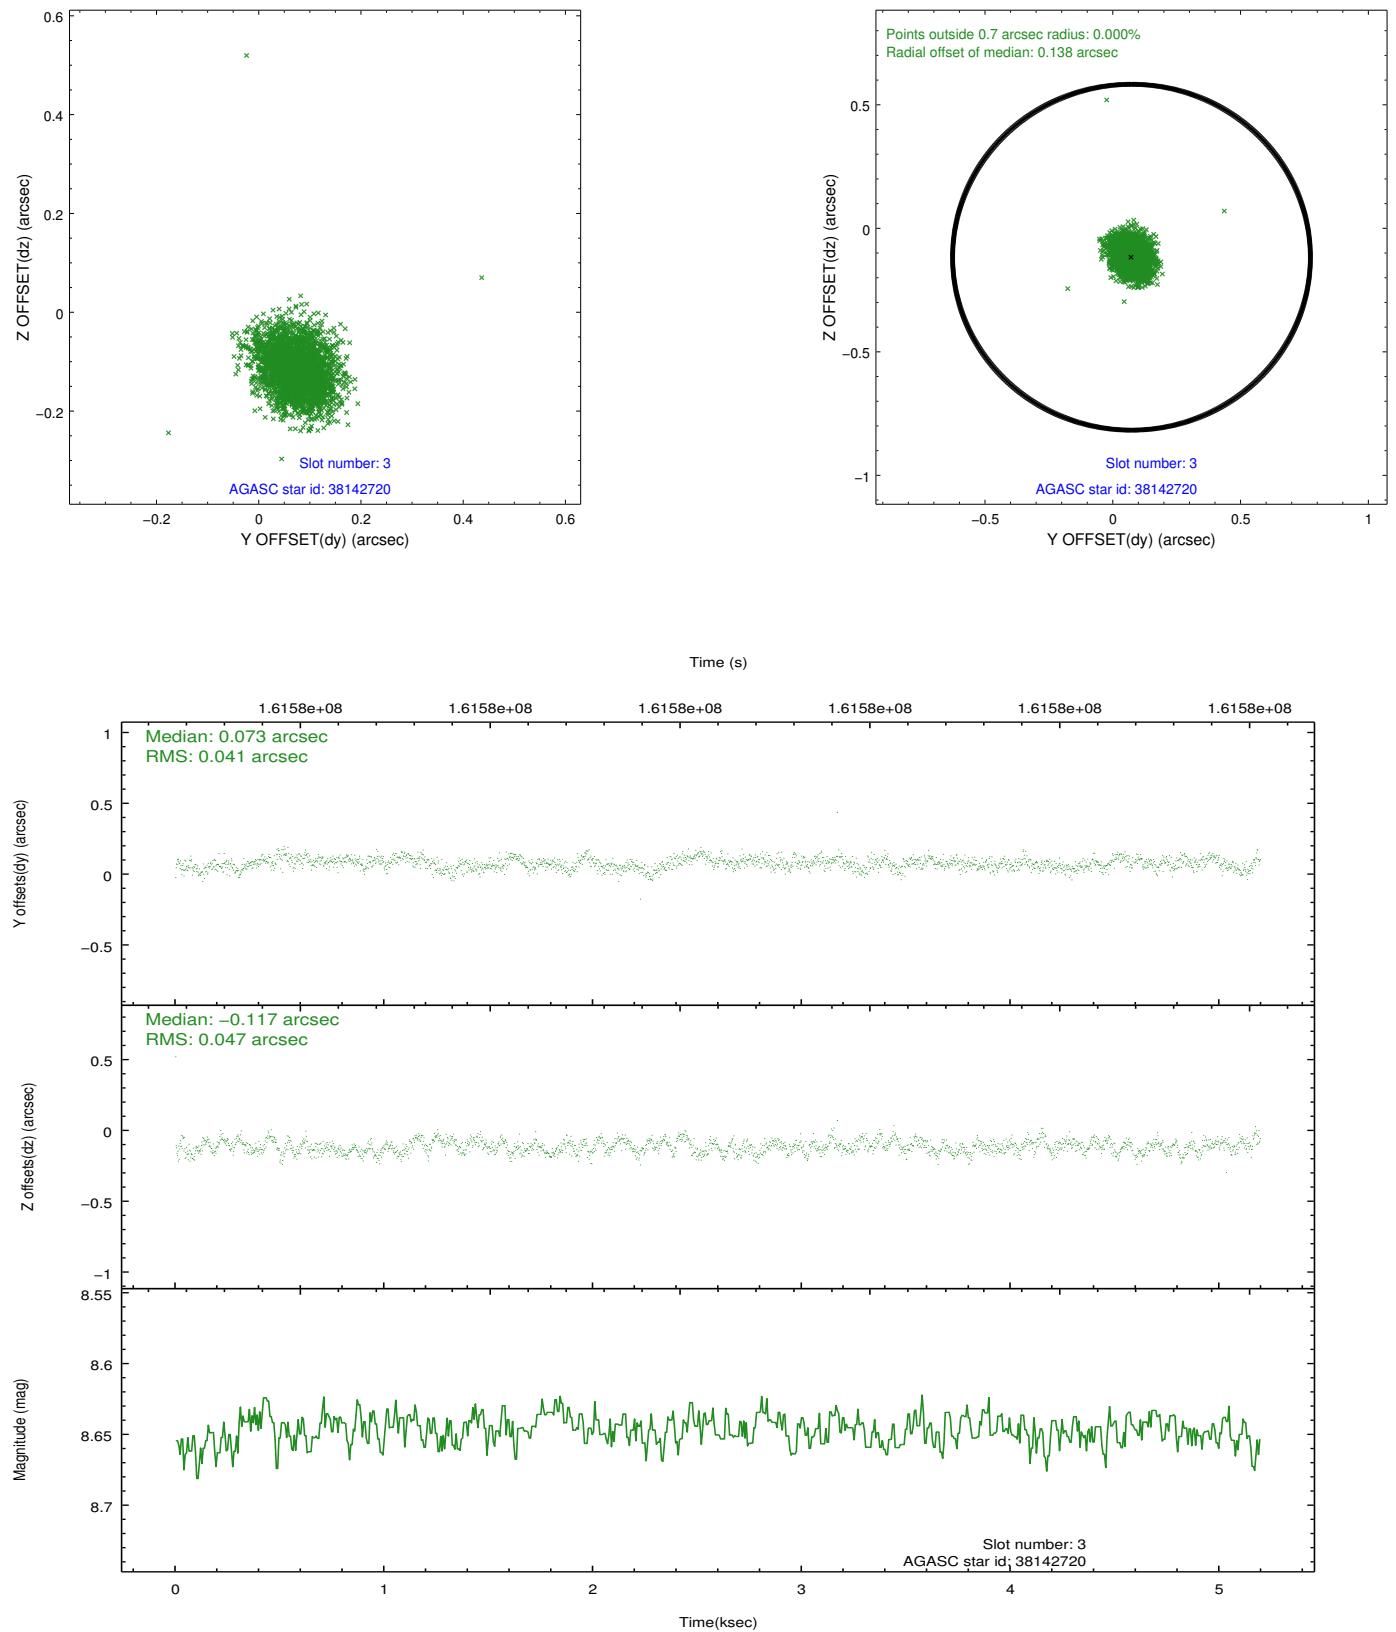 0.6
0.4
0.2
0
−0.2
−0.2
0
0.2
0.4
0.6
Z OFFSET(dz) (arcsec)
Y OFFSET(dy) (arcsec)
Slot number: 3
AGASC star id: 38142720
Points outside 0.7 arcsec radius: 0.000%
Radial offset of median: 0.138 arcsec
0.5
0
−0.5
−1
−0.5
0
0.5
1
Z OFFSET(dz) (arcsec)
Y OFFSET(dy) (arcsec)
Slot number: 3
AGASC star id: 38142720
Time (s)
1.6158e+08
1.6158e+08
1.6158e+08
1.6158e+08
1.6158e+08
1.6158e+08
Median: 0.073 arcsec
RMS: 0.041 arcsec
1
0.5
0
−0.5
Y offsets(dy) (arcsec)
Median: −0.117 arcsec
RMS: 0.047 arcsec
0.5
0
−0.5
−1
Z offsets(dz) (arcsec)
8.55
8.6
8.65
8.7
Magnitude (mag)
Slot number: 3
AGASC star id: 38142720
0
1
2
3
4
5
Time(ksec)